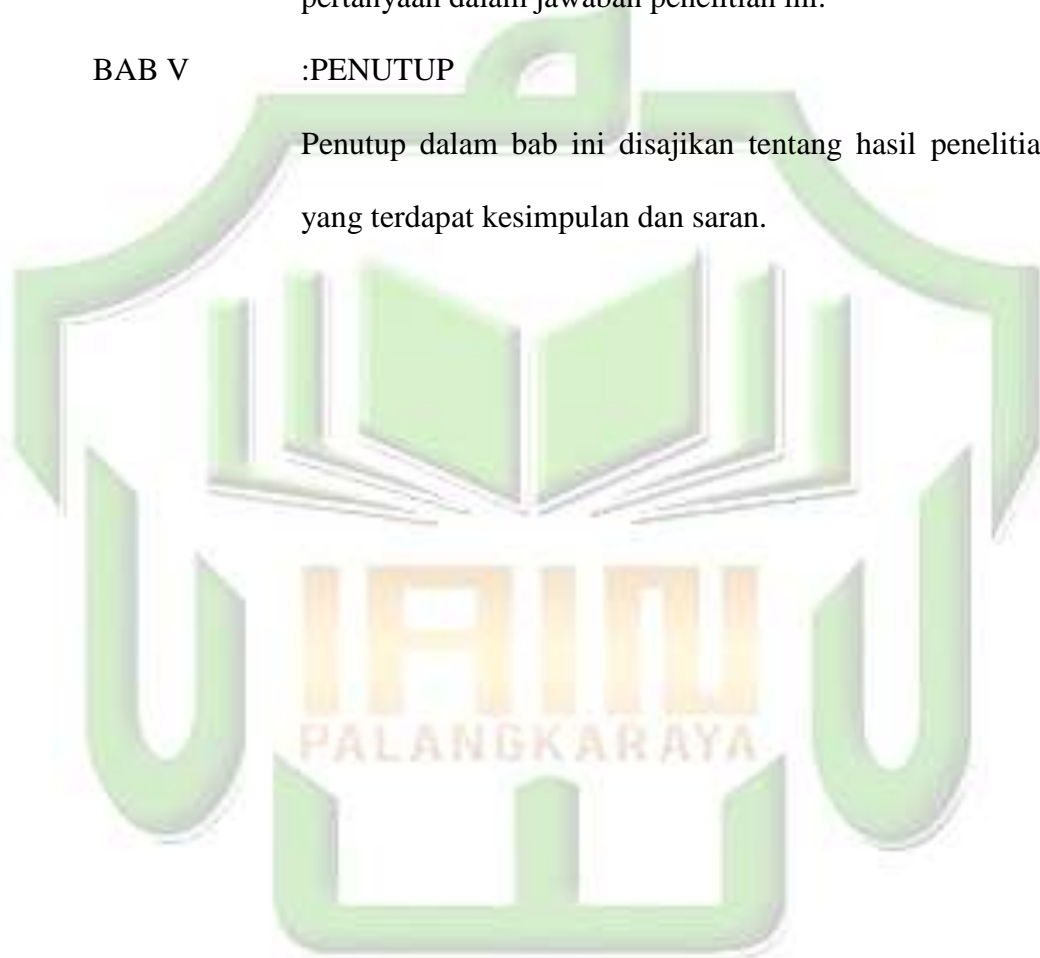 pertanyaan dalam jawaban penelitian ini.
BAB V :PENUTUP
Penutup dalam bab ini disajikan tentang hasil penelitia
yang terdapat kesimpulan dan saran.
IAIN
PALANGKARAYA